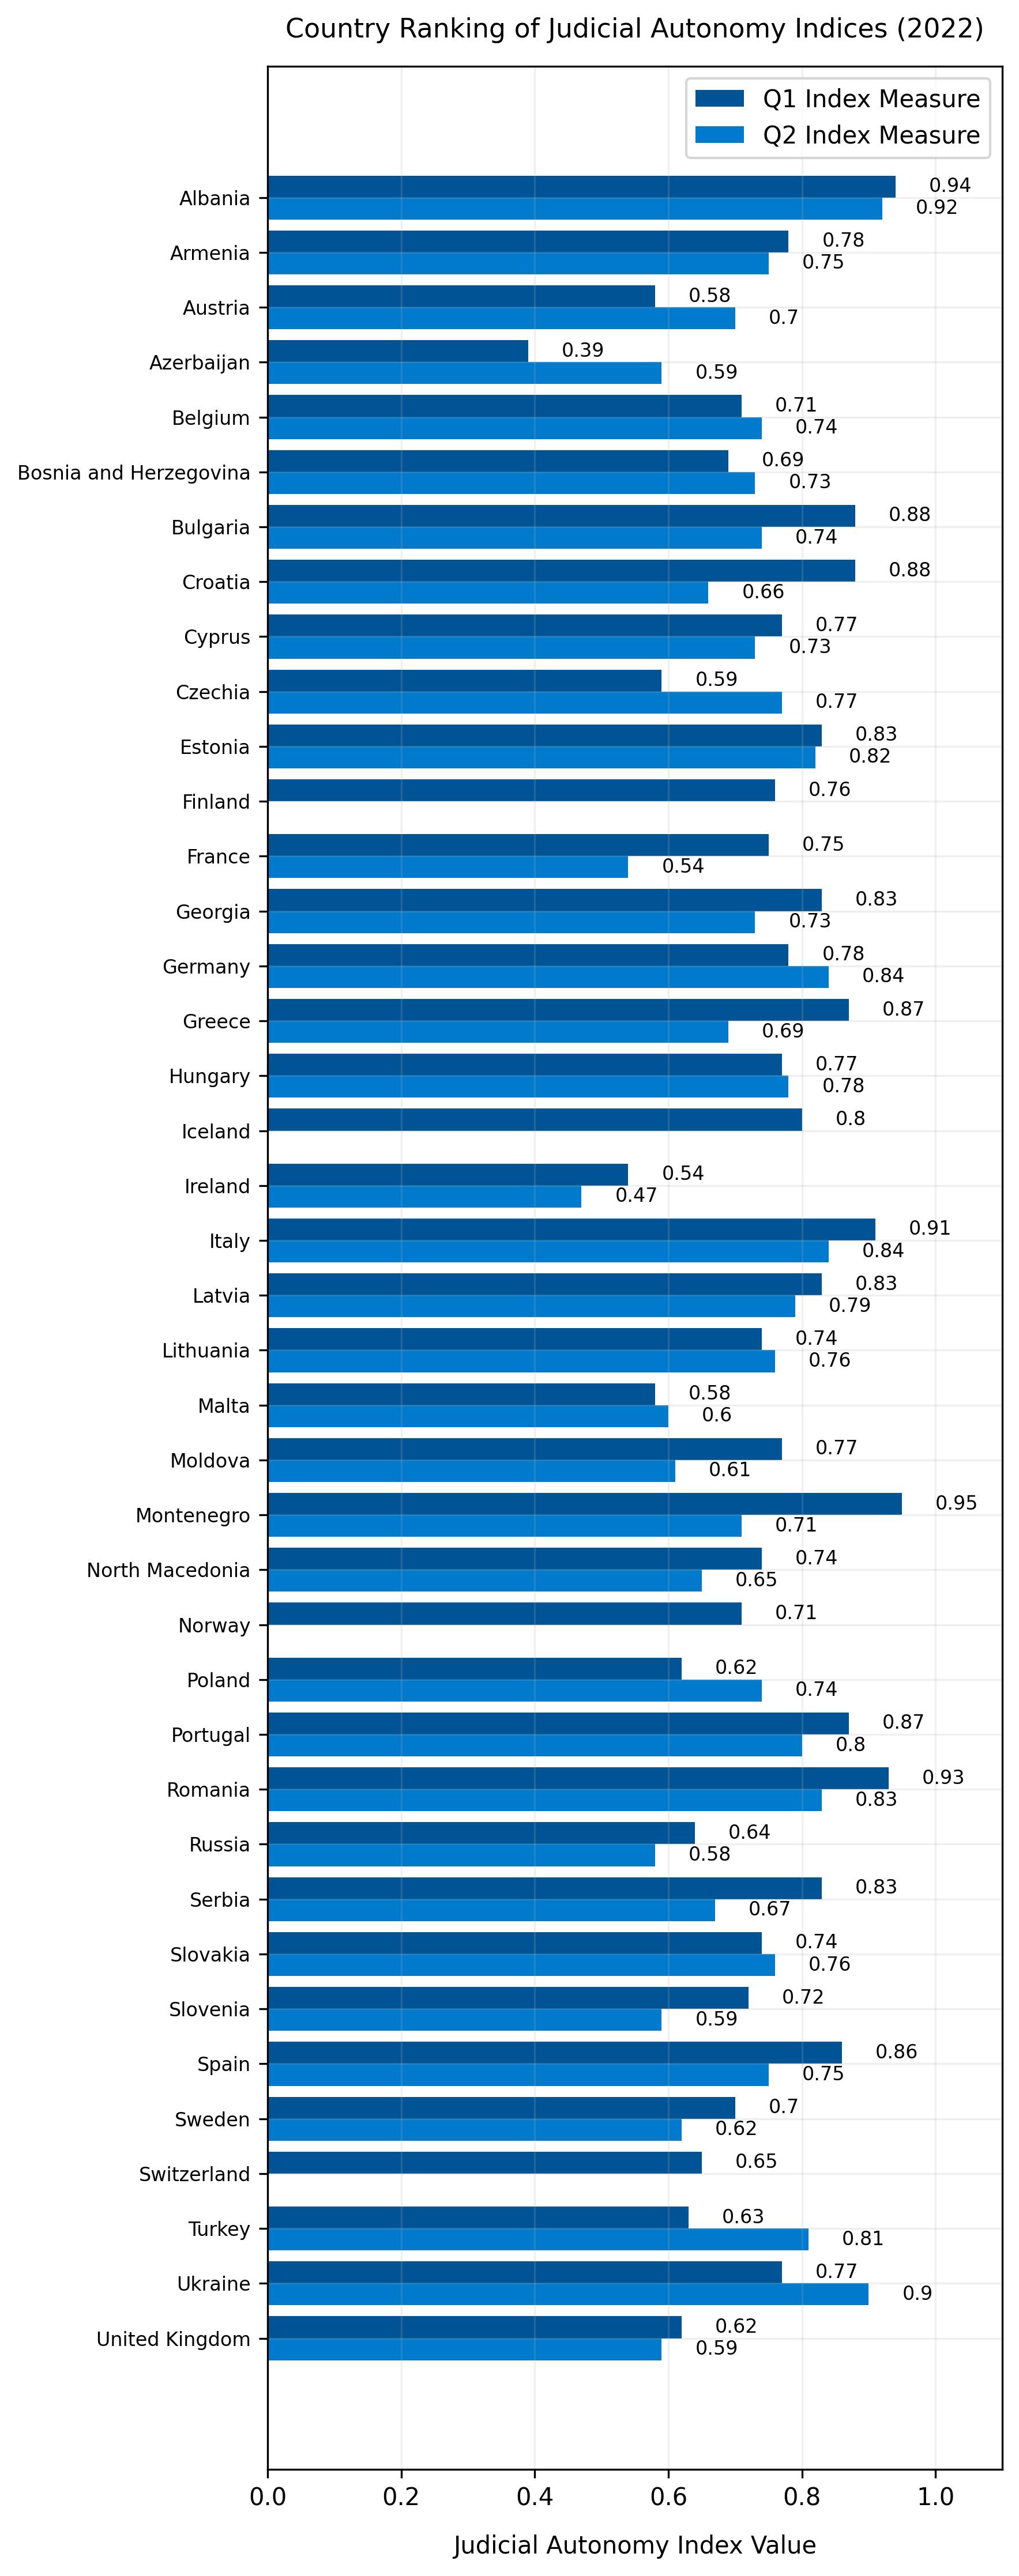 Country Ranking of Judicial Autonomy Indices (2022)
Q1 Index Measure
Q2 Index Measure
Albania
0.94
0.92
Armenia
0.78
0.75
Austria
0.58
0.7
Azerbaijan
0.39
0.59
Belgium
0.71
0.74
Bosnia and Herzegovina
0.69
0.73
Bulgaria
0.88
0.74
Croatia
0.88
0.66
Cyprus
0.77
0.73
Czechia
0.59
0.77
Estonia
0.83
0.82
Finland
0.76
France
0.75
0.54
Georgia
0.83
0.73
Germany
0.78
0.84
Greece
0.87
0.69
Hungary
0.77
0.78
Iceland
0.8
Ireland
0.54
0.47
Italy
0.91
0.84
Latvia
0.83
0.79
Lithuania
0.74
0.76
Malta
0.58
0.6
Moldova
0.77
0.61
Montenegro
0.95
0.71
North Macedonia
0.74
0.65
Norway
0.71
Poland
0.62
0.74
Portugal
0.87
0.8
Romania
0.93
0.83
Russia
0.64
0.58
Serbia
0.83
0.67
Slovakia
0.74
0.76
Slovenia
0.72
0.59
Spain
0.86
0.75
Sweden
0.7
0.62
Switzerland
0.65
Turkey
0.63
0.81
Ukraine
0.77
0.9
United Kingdom
0.62
0.59
0.0 0.2 0.4 0.6 0.8 1.0
Judicial Autonomy Index Value